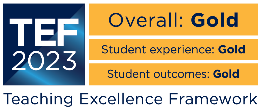 TEF
2023
Overall: Gold
Student experience: Gold
Student outcomes: Gold
Teaching Excellence Framework